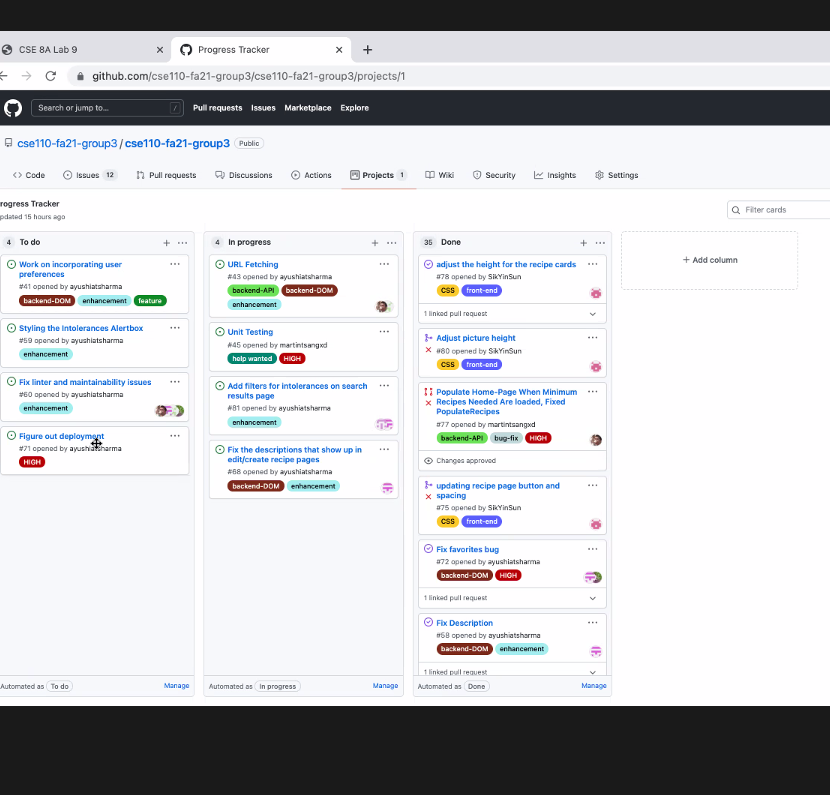 CSE 8A Lab 9
Progress Tracker
github.com/cse110-fa21-group3/cse110-fa21-group3/projects/1
Search or jump to... /
Pull requests Issues Marketplace Explore
cse110-fa21-group3 / cse110-fa21-group3 Public
Code Issues 12 Pull requests Discussions Actions Projects 1 Wiki Security Insights Settings
rogress Tracker
pdated 15 hours ago
Filter cards
4 To do
Work on incorporating user
preferences
#41 opened by ayushiatsharma
backend-DOM enhancement feature
Styling the Intolerances Alertbox
#59 opened by ayushiatsharma
enhancement
Fix linter and maintainability issues
#60 opened by ayushiatsharma
enhancement
Figure out deployment
#71 opened by ayushiatsharma
HIGH
Automated as To do Manage
4 In progress
URL Fetching
#43 opened by ayushiatsharma
backend-API backend-DOM
enhancement
Unit Testing
#45 opened by martintsangxd
help wanted HIGH
Add filters for intolerances on search
results page
#81 opened by ayushiatsharma
enhancement
Fix the descriptions that show up in
edit/create recipe pages
#68 opened by ayushiatsharma
backend-DOM enhancement
Automated as In progress Manage
35 Done
adjust the height for the recipe cards
#78 opened by SikYinSun
CSS front-end
1 linked pull request
Adjust picture height
#80 opened by SikYinSun
CSS front-end
Populate Home-Page When Minimum
Recipes Needed Are loaded, Fixed
PopulateRecipes
#77 opened by martintsangxd
backend-API bug-fix HIGH
Changes approved
updating recipe page button and
spacing
#75 opened by SikYinSun
CSS front-end
Fix favorites bug
#72 opened by ayushiatsharma
backend-DOM HIGH
1 linked pull request
Fix Description
#58 opened by ayushiatsharma
backend-DOM enhancement
1 linked pull request
Automated as Done Manage
Add column